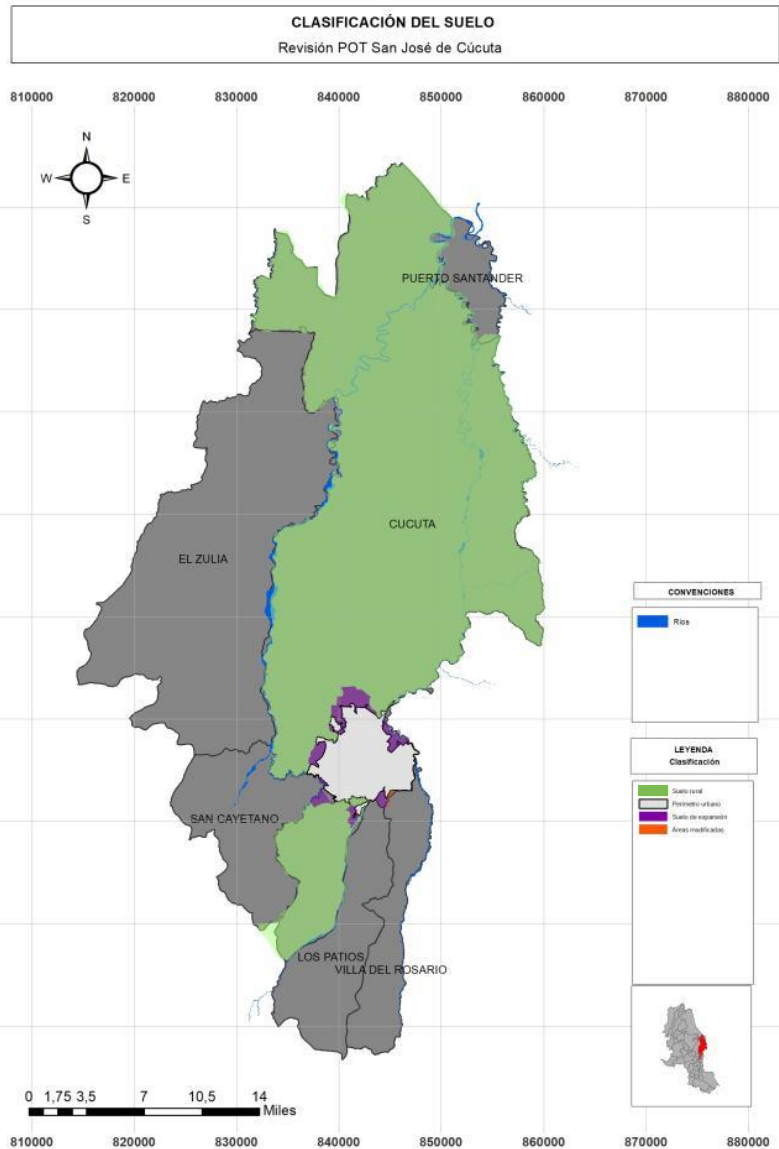 CLASIFICACIÓN DEL SUELO
Revisión POT San José de Cúcuta
810000 820000 830000 840000 850000 860000 870000 880000
N
W E
S
PUERTO SANTANDER
CUCUTA
EL ZULIA
CONVENCIONES
Rios
LEYENDA
Clasificación
Suelo rural
Perimetro urbano
Suelo de expansión
Áreas modificadas
SAN CAYETANO
LOS PATIOS
VILLA DEL ROSARIO
0 1,75 3,5 7 10,5 14
Miles
810000 820000 830000 840000 850000 860000 870000 880000